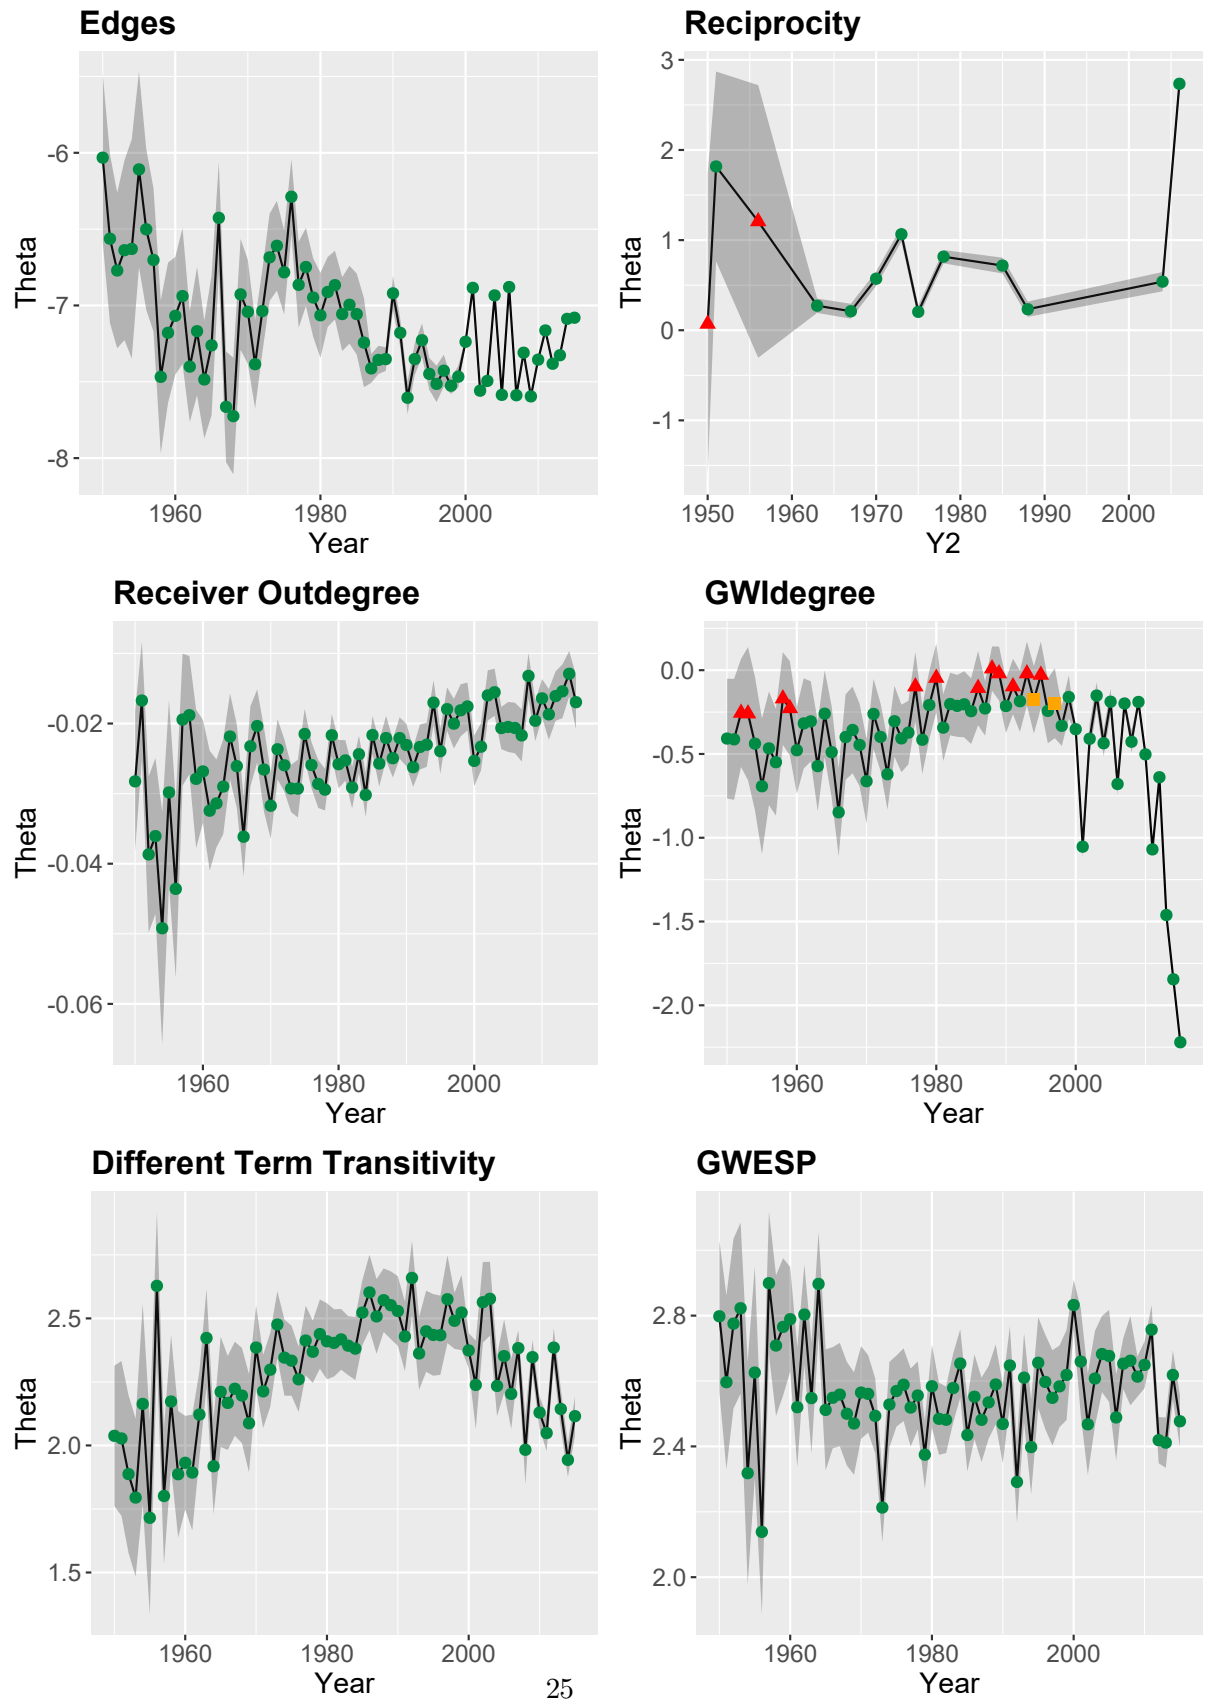 Edges
-6
-7
-8
Theta
1960 1980 2000
Year
Reciprocity
3
2
1
0
-1
Theta
1950 1960 1970 1980 1990 2000
Y2
Receiver Outdegree
-0.02
-0.04
-0.06
Theta
1960 1980 2000
Year
GWIdegree
0.0
-0.5
-1.0
-1.5
-2.0
Theta
1960 1980 2000
Year
Different Term Transitivity
2.5
2.0
1.5
Theta
1960 1980 2000
Year
GWESP
2.8
2.4
2.0
Theta
1960 1980 2000
Year
25